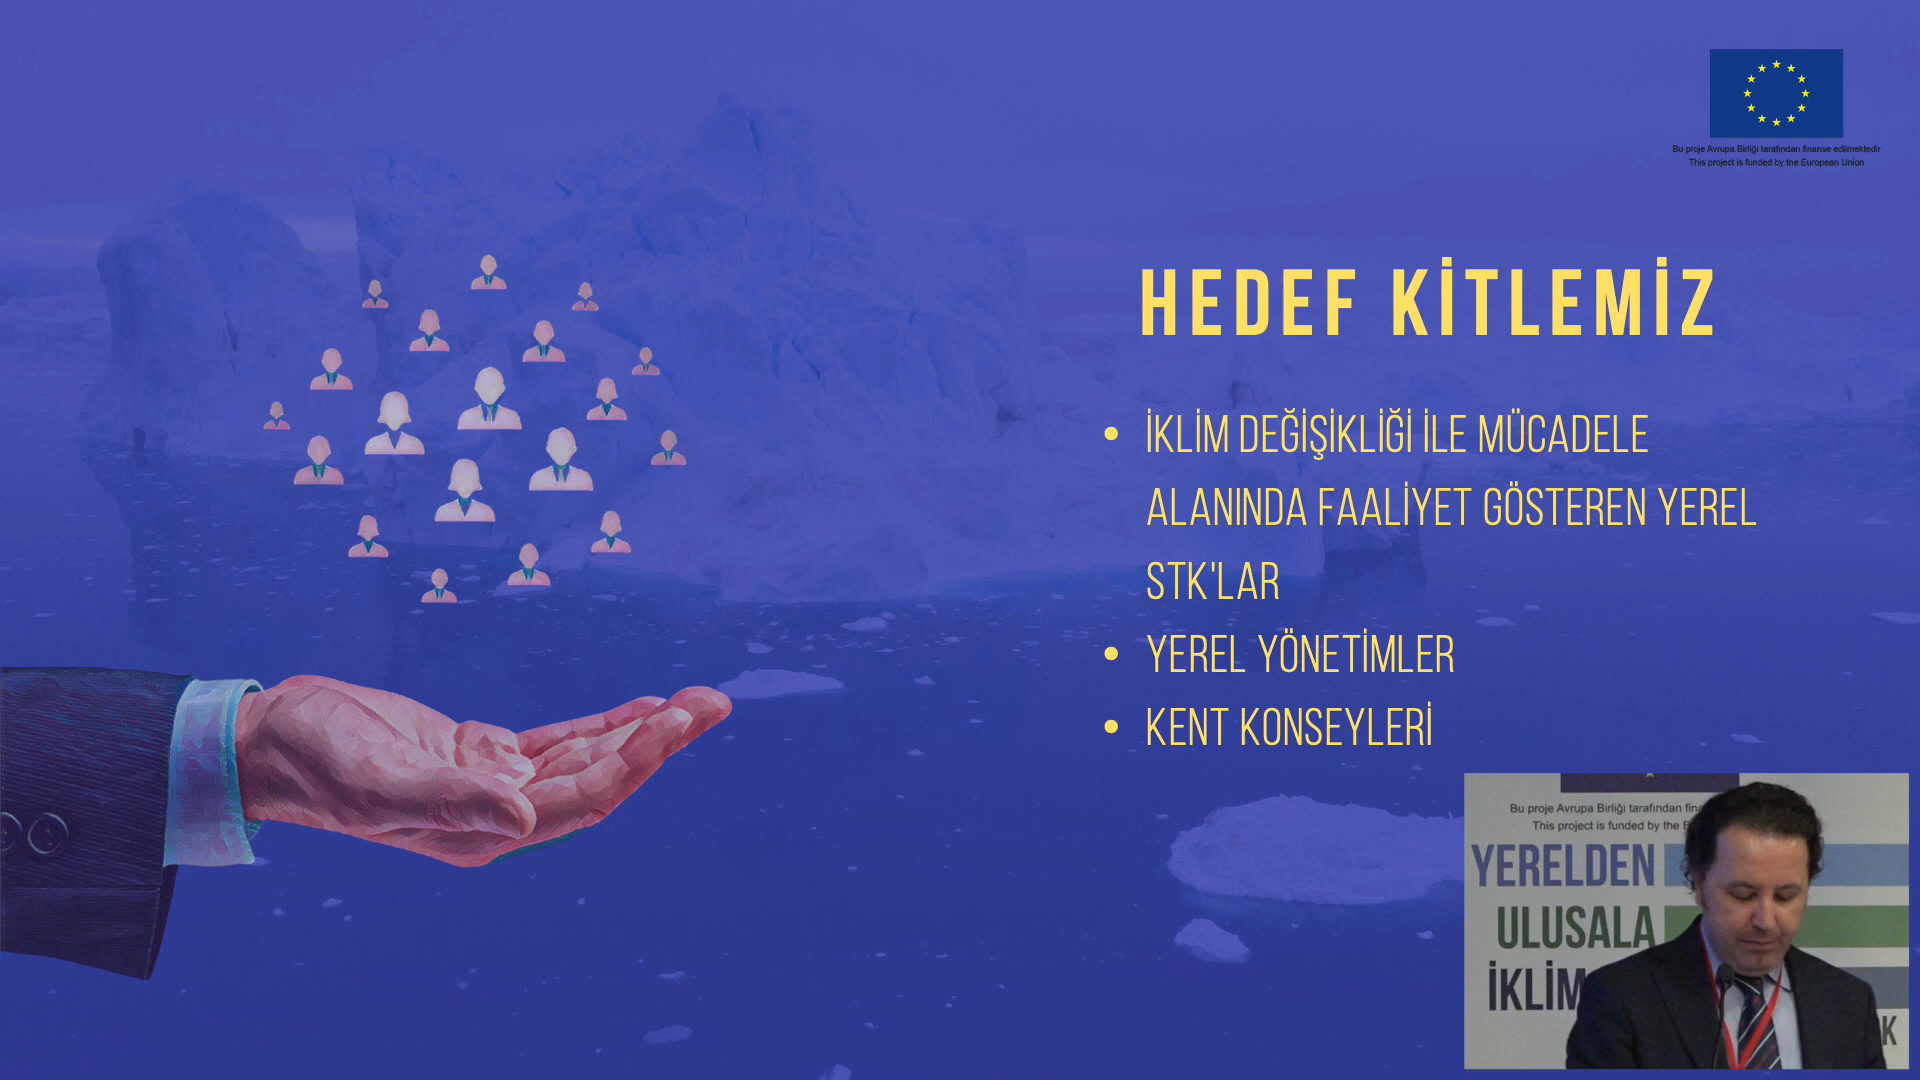 Bu proje Avrupa Birliği tarafından finanse edilmektedir
This project is funded by the European Union
HEDEF KİTLEMİZ
• İKLİM DEĞİŞİKLİĞİ İLE MÜCADELE
ALANINDA FAALİYET GÖSTEREN YEREL
STK'LAR
• YEREL YÖNETİMLER
• KENT KONSEYLERİ
Bu proje Avrupa Birliği tarafından
This project is funded by the
YERELDEN
ULUSALA
İKLİM